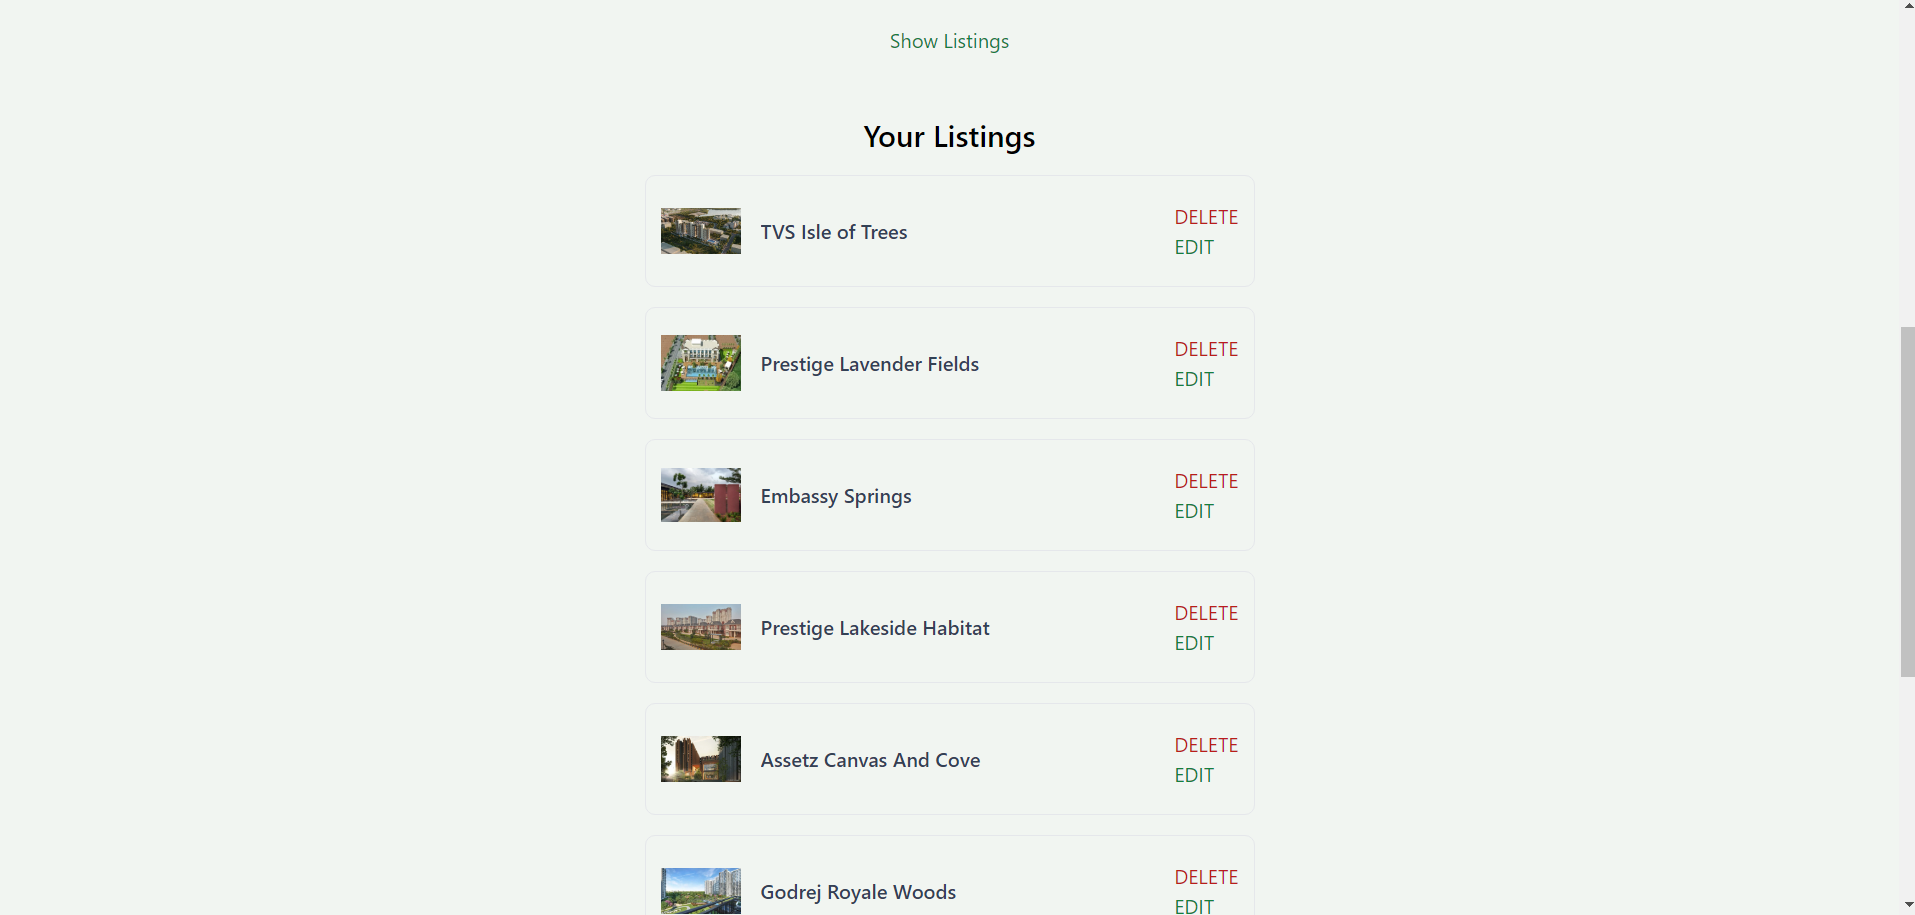 Show Listings
Your Listings
TVS Isle of Trees
DELETE
EDIT
Prestige Lavender Fields
DELETE
EDIT
Embassy Springs
DELETE
EDIT
Prestige Lakeside Habitat
DELETE
EDIT
Assetz Canvas And Cove
DELETE
EDIT
Godrej Royale Woods
DELETE
EDIT